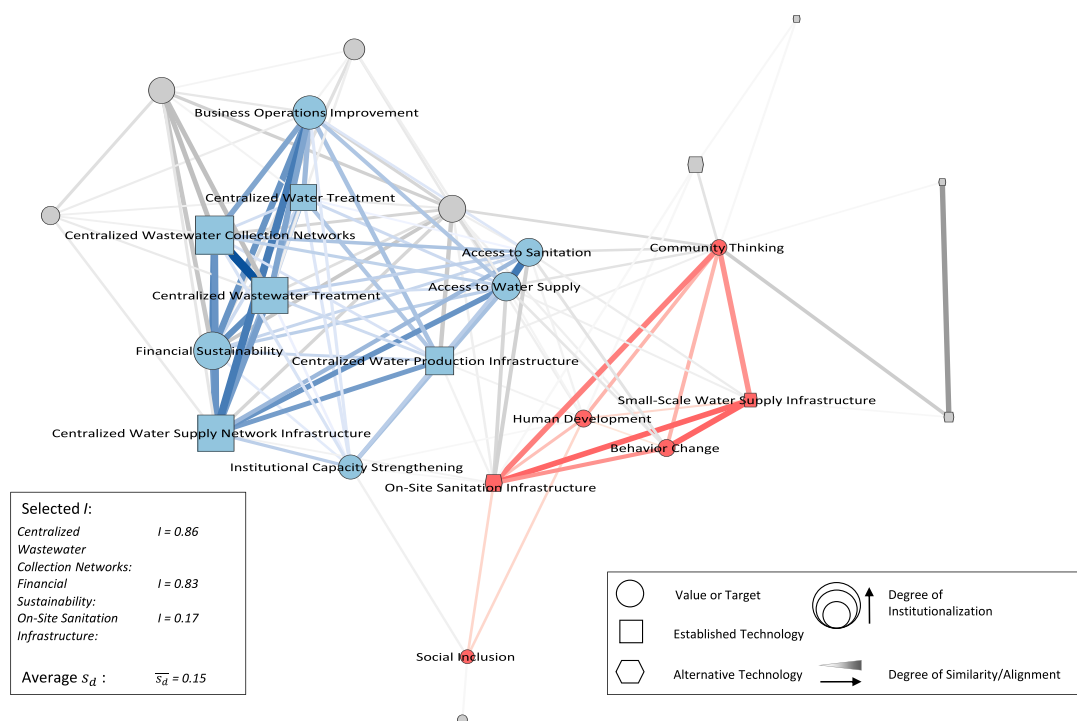 Business Operations Improvement
Centralized Water Treatment
Centralized Wastewater Collection Networks
Community Thinking
Access to Sanitation
Access to Water Supply
Centralized Wastewater Treatment
Financial Sustainability
Centralized Water Production Infrastructure
Small-Scale Water Supply Infrastructure
Human Development
Centralized Water Supply Network Infrastructure
Behavior Change
Institutional Capacity Strengthening
On-Site Sanitation Infrastructure
Social Inclusion
Selected I:
Centralized I = 0.86
Wastewater
Collection Networks:
Financial I = 0.83
Sustainability:
On-Site Sanitation I = 0.17
Infrastructure:
Average s_d : s̅_d̅ = 0.15
Value or Target
Established Technology
Alternative Technology
Degree of
Institutionalization
Degree of Similarity/Alignment